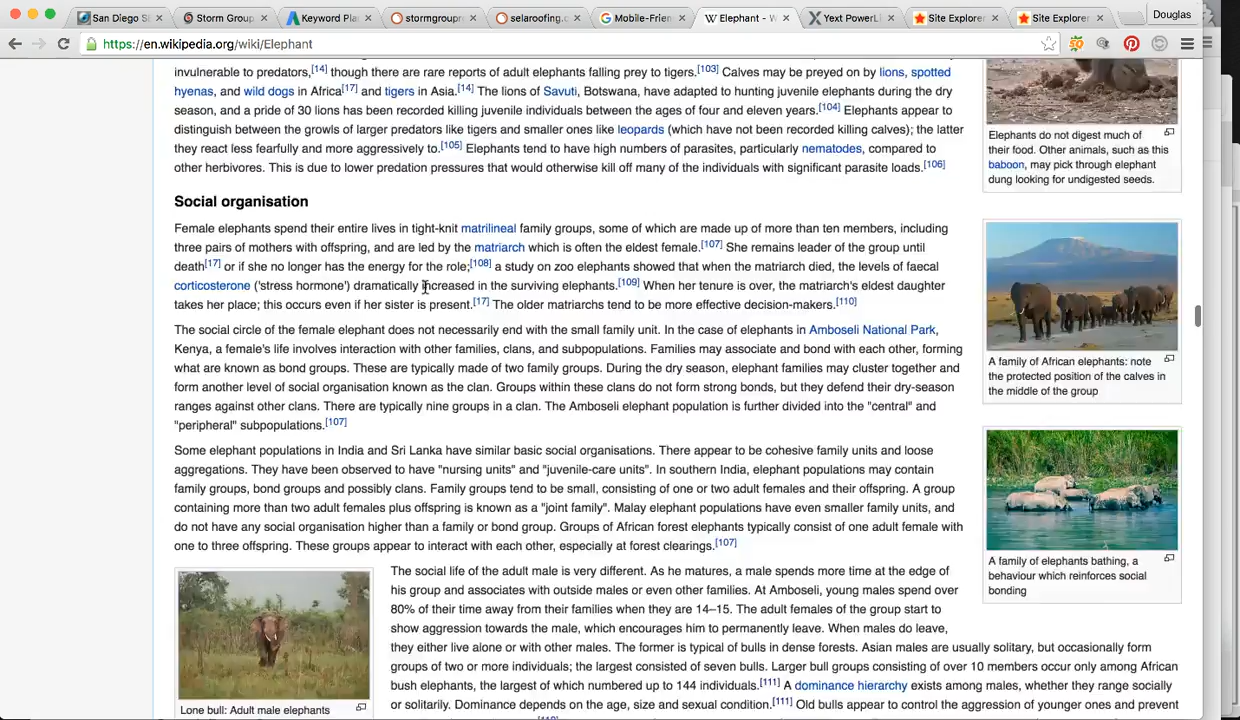 San Diego S
Storm Group
Keyword Pla
stormgroupr
selaroofing.c
Mobile-Frien
Elephant - W
Yext PowerLi
Site Explorer
Site Explorer
Douglas
https://en.wikipedia.org/wiki/Elephant
invulnerable to predators,[14] though there are rare reports of adult elephants falling prey to tigers.[103] Calves may be preyed on by lions, spotted
hyenas, and wild dogs in Africa[17] and tigers in Asia.[14] The lions of Savuti, Botswana, have adapted to hunting juvenile elephants during the dry
season, and a pride of 30 lions has been recorded killing juvenile individuals between the ages of four and eleven years.[104] Elephants appear to
distinguish between the growls of larger predators like tigers and smaller ones like leopards (which have not been recorded killing calves); the latter
they react less fearfully and more aggressively to.[105] Elephants tend to have high numbers of parasites, particularly nematodes, compared to
other herbivores. This is due to lower predation pressures that would otherwise kill off many of the individuals with significant parasite loads.[106]
Elephants do not digest much of
their food. Other animals, such as this
baboon, may pick through elephant
dung looking for undigested seeds.
Social organisation
Female elephants spend their entire lives in tight-knit matrilineal family groups, some of which are made up of more than ten members, including
three pairs of mothers with offspring, and are led by the matriarch which is often the eldest female.[107] She remains leader of the group until
death[17] or if she no longer has the energy for the role;[108] a study on zoo elephants showed that when the matriarch died, the levels of faecal
corticosterone ('stress hormone') dramatically increased in the surviving elephants.[109] When her tenure is over, the matriarch's eldest daughter
takes her place; this occurs even if her sister is present.[17] The older matriarchs tend to be more effective decision-makers.[110]
The social circle of the female elephant does not necessarily end with the small family unit. In the case of elephants in Amboseli National Park,
Kenya, a female's life involves interaction with other families, clans, and subpopulations. Families may associate and bond with each other, forming
what are known as bond groups. These are typically made of two family groups. During the dry season, elephant families may cluster together and
form another level of social organisation known as the clan. Groups within these clans do not form strong bonds, but they defend their dry-season
ranges against other clans. There are typically nine groups in a clan. The Amboseli elephant population is further divided into the "central" and
"peripheral" subpopulations.[107]
A family of African elephants: note
the protected position of the calves in
the middle of the group
Some elephant populations in India and Sri Lanka have similar basic social organisations. There appear to be cohesive family units and loose
aggregations. They have been observed to have "nursing units" and "juvenile-care units". In southern India, elephant populations may contain
family groups, bond groups and possibly clans. Family groups tend to be small, consisting of one or two adult females and their offspring. A group
containing more than two adult females plus offspring is known as a "joint family". Malay elephant populations have even smaller family units, and
do not have any social organisation higher than a family or bond group. Groups of African forest elephants typically consist of one adult female with
one to three offspring. These groups appear to interact with each other, especially at forest clearings.[107]
A family of elephants bathing, a
behaviour which reinforces social
bonding
The social life of the adult male is very different. As he matures, a male spends more time at the edge of
his group and associates with outside males or even other families. At Amboseli, young males spend over
80% of their time away from their families when they are 14–15. The adult females of the group start to
show aggression towards the male, which encourages him to permanently leave. When males do leave,
they either live alone or with other males. The former is typical of bulls in dense forests. Asian males are usually solitary, but occasionally form
groups of two or more individuals; the largest consisted of seven bulls. Larger bull groups consisting of over 10 members occur only among African
bush elephants, the largest of which numbered up to 144 individuals.[111] A dominance hierarchy exists among males, whether they range socially
or solitarily. Dominance depends on the age, size and sexual condition.[111] Old bulls appear to control the aggression of younger ones and prevent
Lone bull: Adult male elephants